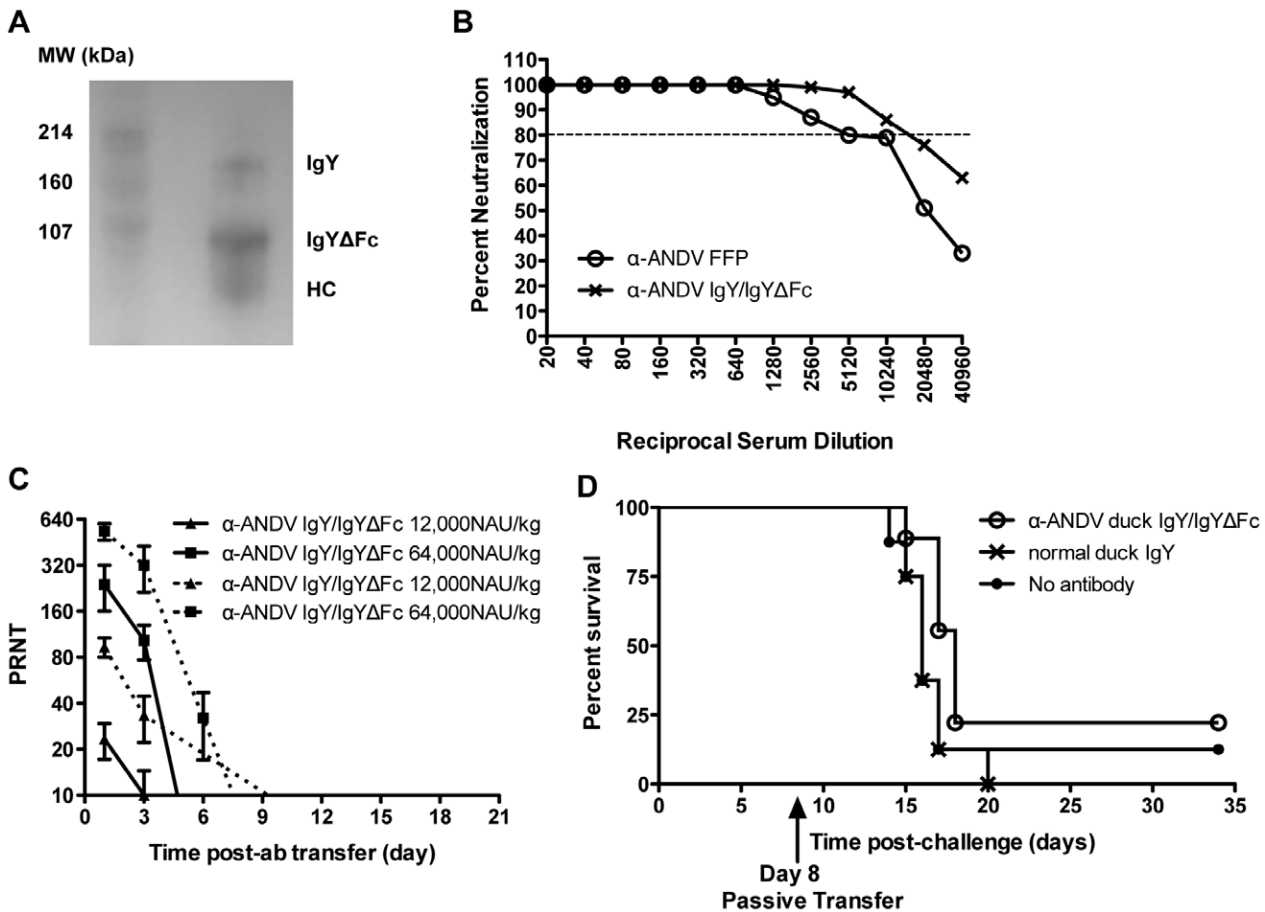 A
MW (kDa)
214
160
107
IgY
IgYΔFc
HC
B
Percent Neutralization
110
100
90
80
70
60
50
40
30
20
10
0
α-ANDV FFP
α-ANDV IgY/IgYΔFc
20
40
80
160
320
640
1280
2560
5120
10240
20480
40960
Reciprocal Serum Dilution
C
PRNT
640
320
160
80
40
20
10
α-ANDV IgY/IgYΔFc 12,000NAU/kg
α-ANDV IgY/IgYΔFc 64,000NAU/kg
α-ANDV IgY/IgYΔFc 12,000NAU/kg
α-ANDV IgY/IgYΔFc 64,000NAU/kg
0 3 6 9 12 15 18 21
Time post-ab transfer (day)
D
Percent survival
100
75
50
25
0
α-ANDV duck IgY/IgYΔFc
normal duck IgY
No antibody
0 5 10 15 20 25 30 35
Time post-challenge (days)
Day 8
Passive Transfer